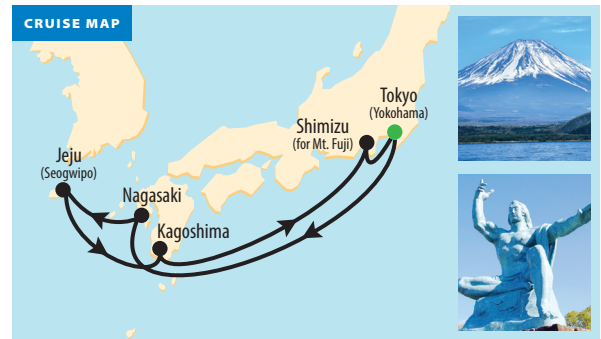 CRUISE MAP
Tokyo
(Yokohama)
Shimizu
(for Mt. Fuji)
Jeju
(Seogwipo)
Nagasaki
Kagoshima